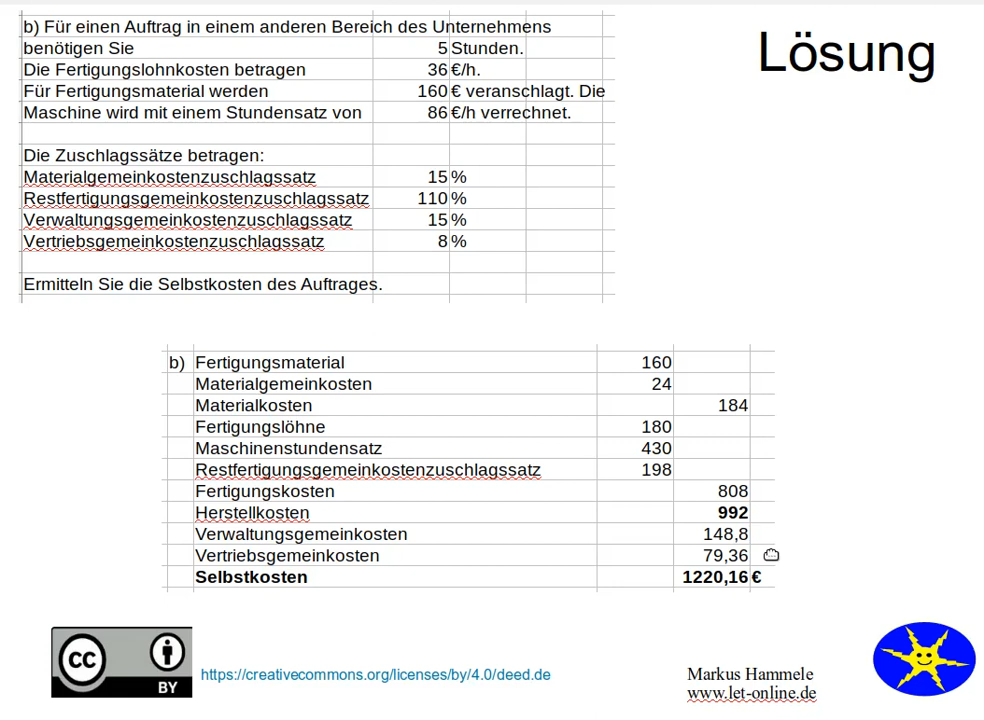 b) Für einen Auftrag in einem anderen Bereich des Unternehmens
benötigen Sie 5 Stunden.
Die Fertigungslohnkosten betragen 36 €/h.
Für Fertigungsmaterial werden 160 € veranschlagt. Die
Maschine wird mit einem Stundensatz von 86 €/h verrechnet.
Die Zuschlagssätze betragen:
Materialgemeinkostenzuschlagssatz 15 %
Restfertigungsgemeinkostenzuschlagssatz 110 %
Verwaltungsgemeinkostenzuschlagssatz 15 %
Vertriebsgemeinkostenzuschlagssatz 8 %
Ermitteln Sie die Selbstkosten des Auftrages.
Lösung
b) Fertigungsmaterial 160
Materialgemeinkosten 24
Materialkosten 184
Fertigungslöhne 180
Maschinenstundensatz 430
Restfertigungsgemeinkostenzuschlagssatz 198
Fertigungskosten 808
Herstellkosten 992
Verwaltungsgemeinkosten 148,8
Vertriebsgemeinkosten 79,36
Selbstkosten 1220,16 €
cc
BY
https://creativecommons.org/licenses/by/4.0/deed.de
Markus Hammele
www.let-online.de